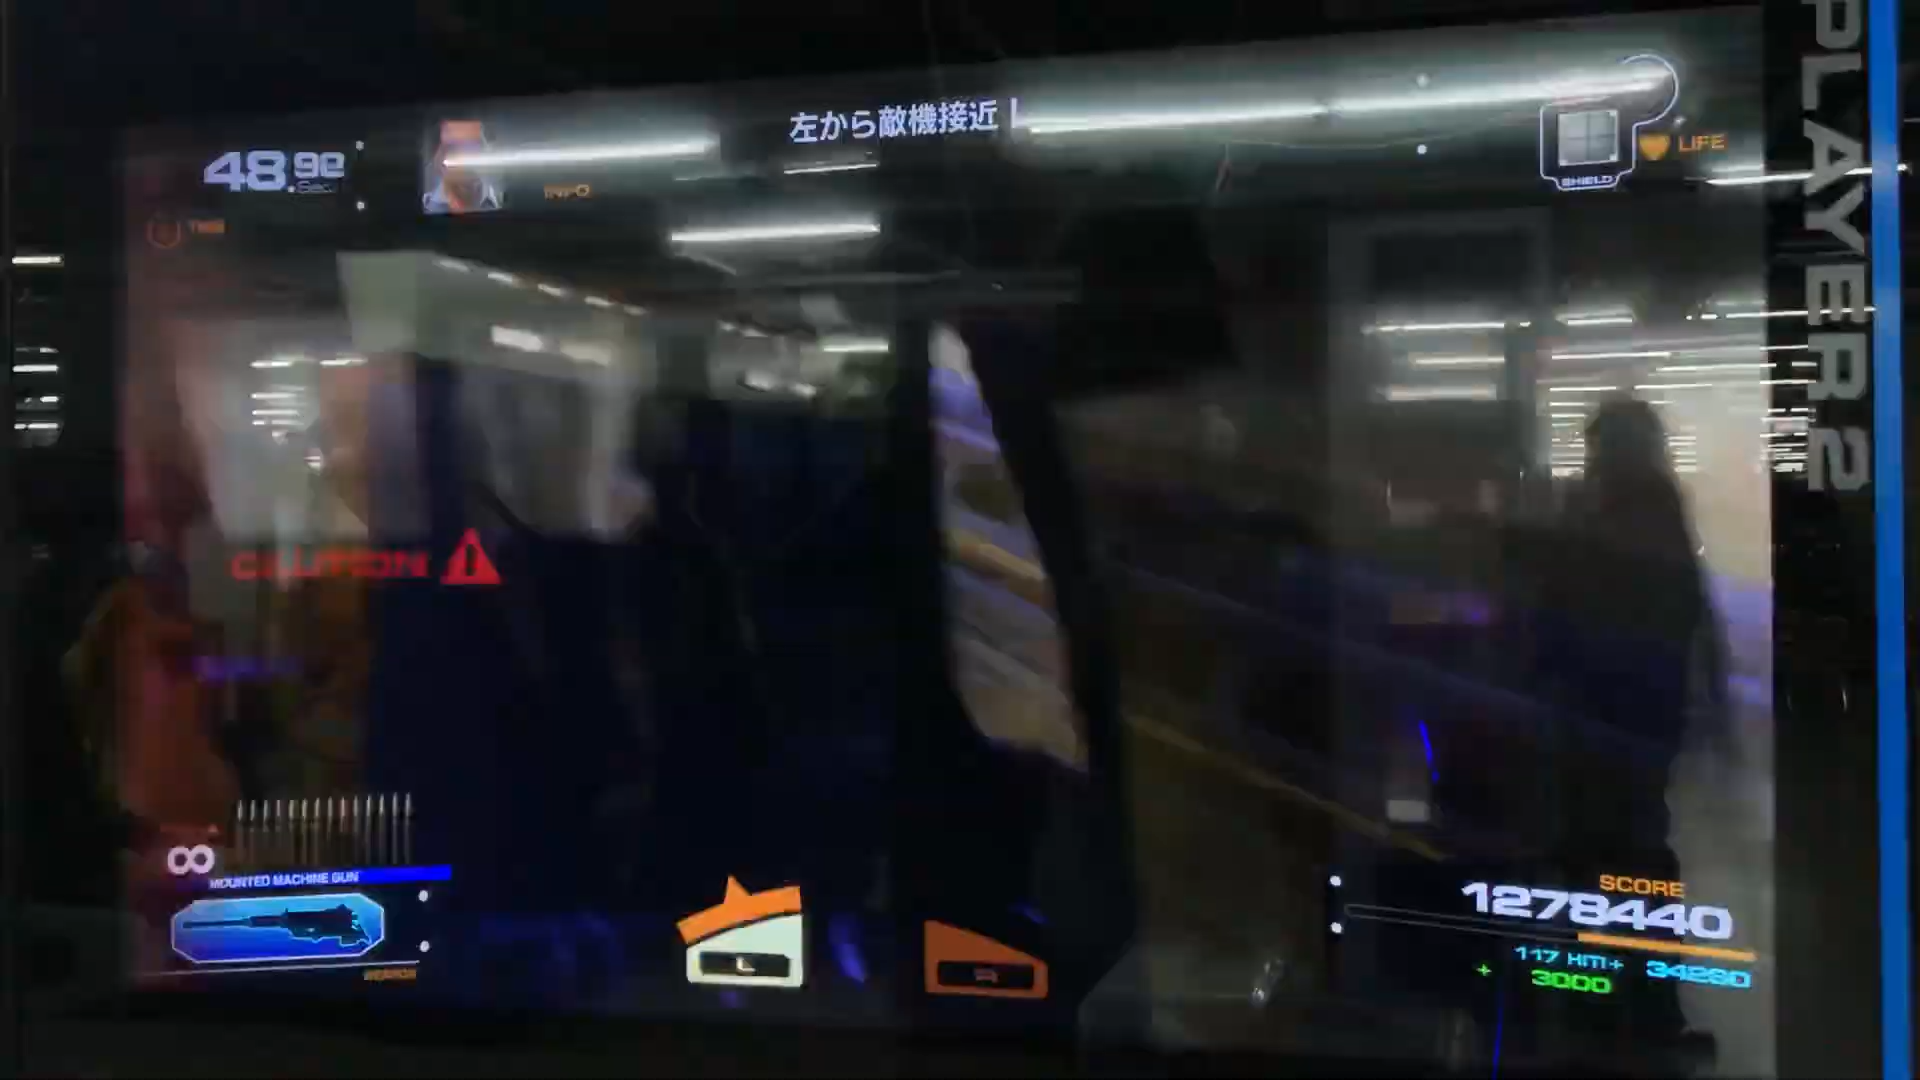 PLAYER 2
左から敵機接近！
48.92
Sec
TIME
INFO
SHIELD
LIFE
CAUTION
∞
MOUNTED MACHINE GUN
WEAPON
L
R
SCORE
1278440
117 HIT!+ 34280
+ 3000